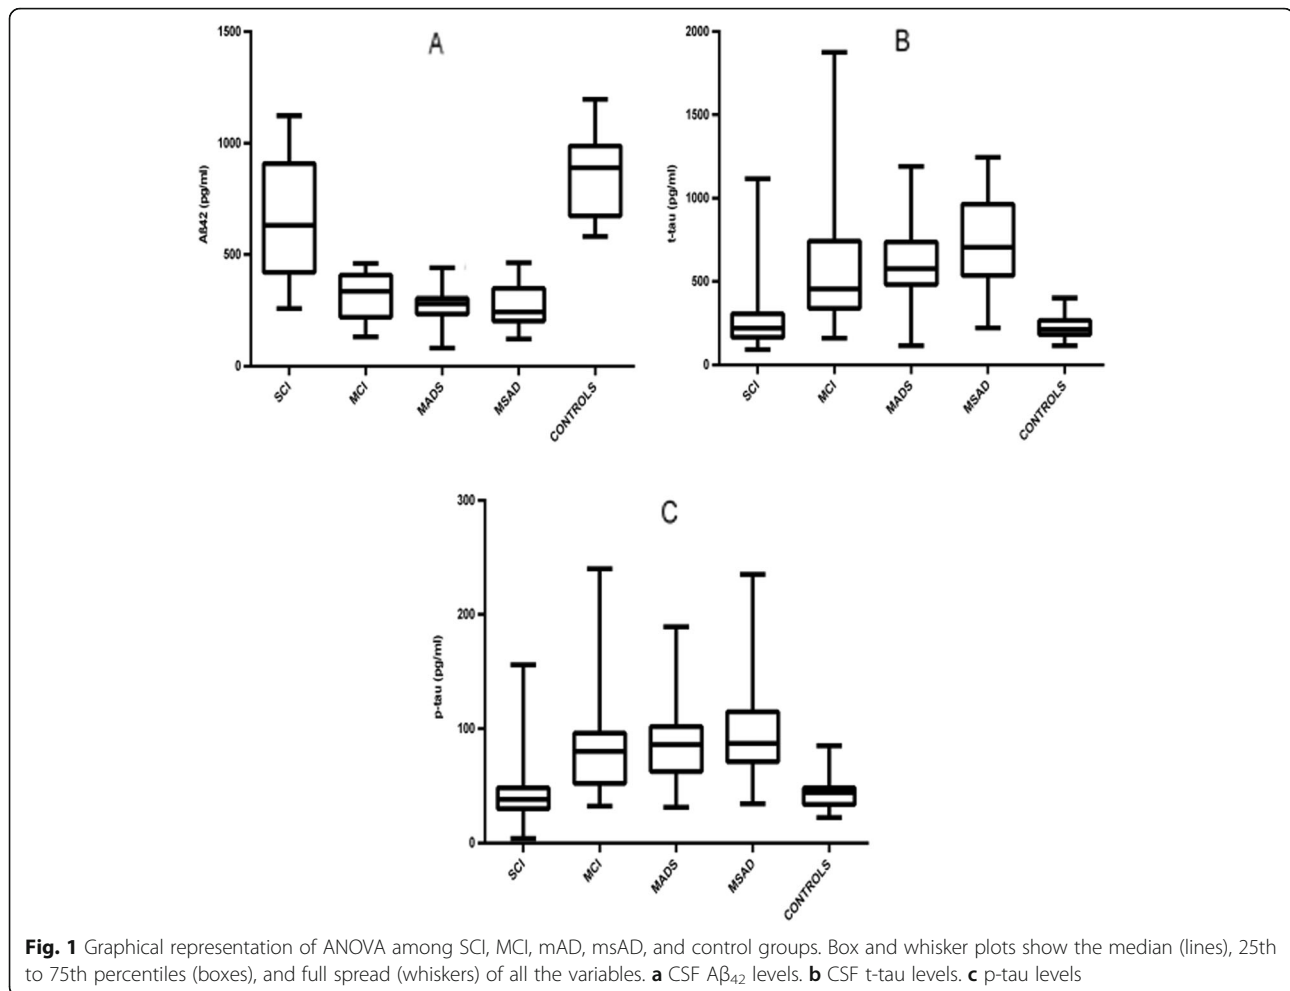 A
1500
1000
500
0
Aß42 (pg/ml)
SCI
MCI
MADS
MSAD
CONTROLS
B
2000
1500
1000
500
0
t-tau (pg/ml)
SCI
MCI
MADS
MSAD
CONTROLS
C
300
200
100
0
p-tau (pg/ml)
SCI
MCI
MADS
MSAD
CONTROLS
Fig. 1 Graphical representation of ANOVA among SCI, MCI, mAD, msAD, and control groups. Box and whisker plots show the median (lines), 25th
to 75th percentiles (boxes), and full spread (whiskers) of all the variables. a CSF Aβ₄₂ levels. b CSF t-tau levels. c p-tau levels